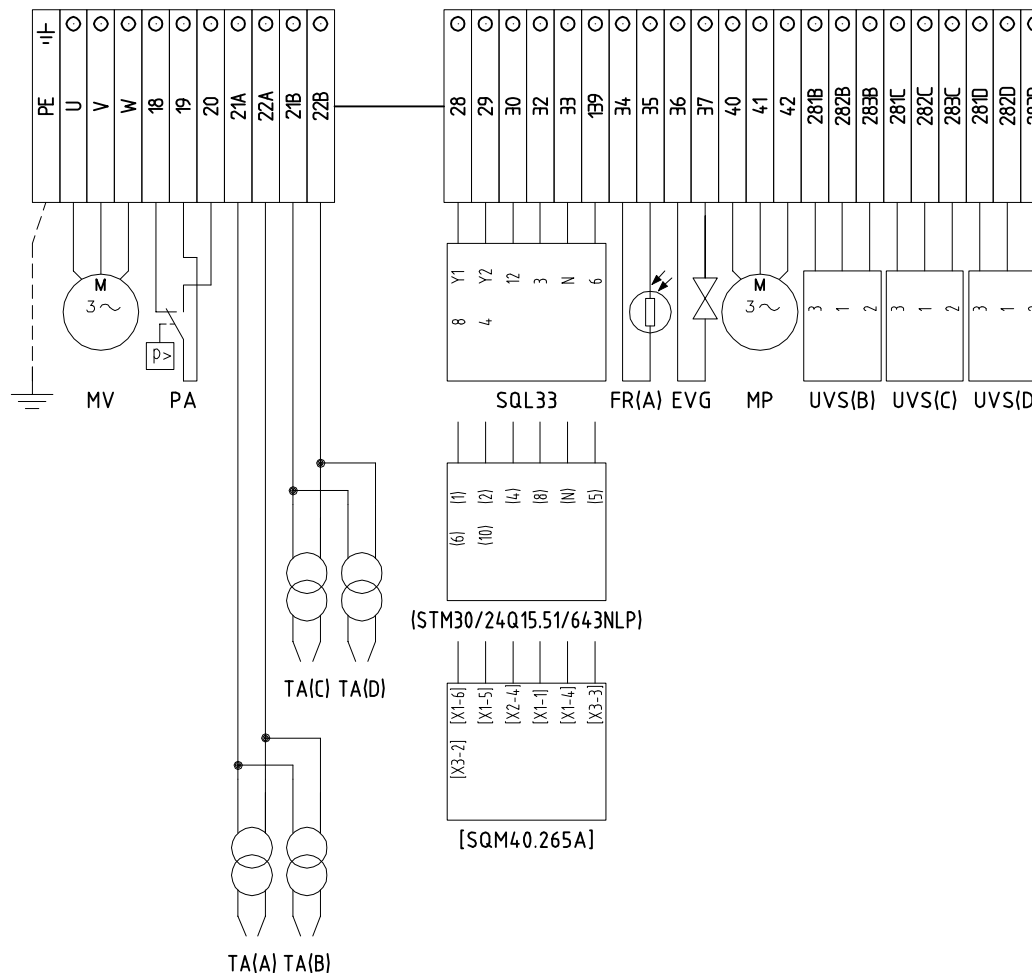 PE U V W 18 19 20 21A 22A 21B 22B 28 29 30 32 33 139 34 35 36 37 40 41 42 281B 282B 283B 281C 282C 283C 281D 282D
Y1 Y2 12 3 N 6
8 4
M
3~
p>
M
3~
3 1 2
3 1 2
3 1
MV PA SQL33 FR(A) EVG MP UVS(B) UVS(C) UVS(D
(1) (2) (4) (8) (N) (5)
(6) (10)
(STM30/24Q15.51/643NLP)
TA(C) TA(D)
[X1-6] [X1-5] [X2-4] [X1-1] [X1-4] [X3-3]
[X3-2]
[SQM40.265A]
TA(A) TA(B)